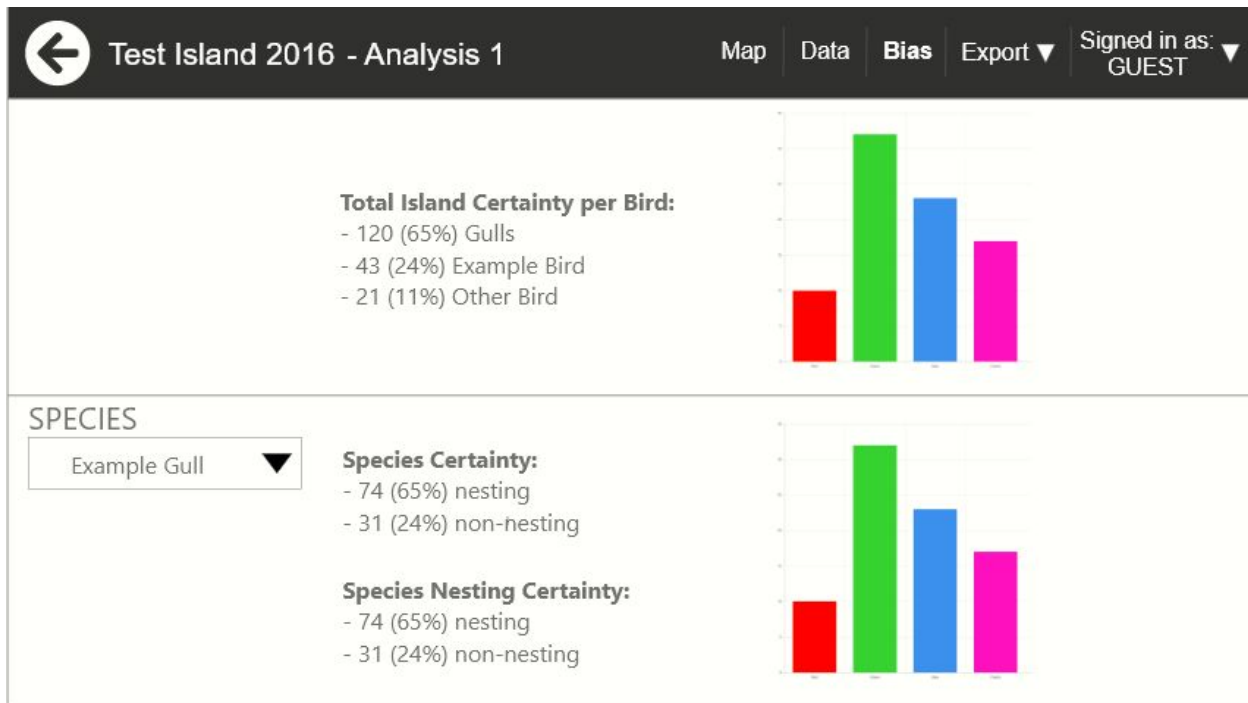 Test Island 2016 - Analysis 1
Map
Data
Bias
Export ▼
Signed in as:
GUEST ▼
Total Island Certainty per Bird:
- 120 (65%) Gulls
- 43 (24%) Example Bird
- 21 (11%) Other Bird
SPECIES
Example Gull
Species Certainty:
- 74 (65%) nesting
- 31 (24%) non-nesting
Species Nesting Certainty:
- 74 (65%) nesting
- 31 (24%) non-nesting